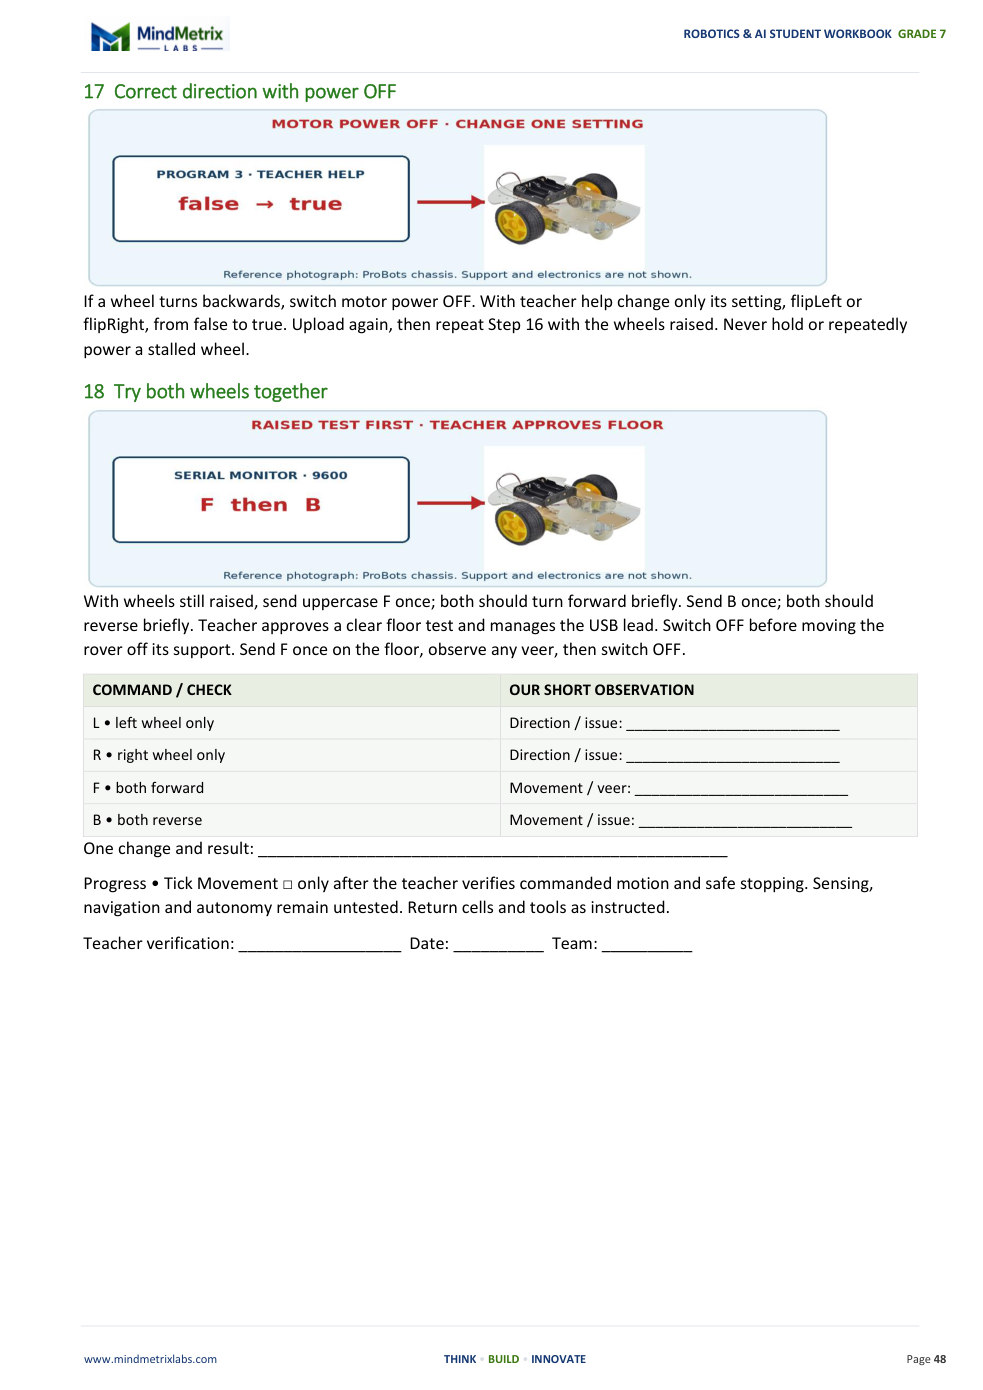 MindMetrix
LABS
ROBOTICS & AI STUDENT WORKBOOK GRADE 7
17 Correct direction with power OFF
MOTOR POWER OFF · CHANGE ONE SETTING
PROGRAM 3 · TEACHER HELP
false → true
Reference photograph: ProBots chassis. Support and electronics are not shown.
If a wheel turns backwards, switch motor power OFF. With teacher help change only its setting, flipLeft or
flipRight, from false to true. Upload again, then repeat Step 16 with the wheels raised. Never hold or repeatedly
power a stalled wheel.
18 Try both wheels together
RAISED TEST FIRST · TEACHER APPROVES FLOOR
SERIAL MONITOR · 9600
F then B
Reference photograph: ProBots chassis. Support and electronics are not shown.
With wheels still raised, send uppercase F once; both should turn forward briefly. Send B once; both should
reverse briefly. Teacher approves a clear floor test and manages the USB lead. Switch OFF before moving the
rover off its support. Send F once on the floor, observe any veer, then switch OFF.
COMMAND / CHECK OUR SHORT OBSERVATION
L • left wheel only Direction / issue: __________________________
R • right wheel only Direction / issue: __________________________
F • both forward Movement / veer: __________________________
B • both reverse Movement / issue: __________________________
One change and result: ____________________________________________________
Progress • Tick Movement □ only after the teacher verifies commanded motion and safe stopping. Sensing,
navigation and autonomy remain untested. Return cells and tools as instructed.
Teacher verification: __________________ Date: __________ Team: __________
www.mindmetrixlabs.com THINK • BUILD • INNOVATE Page 48